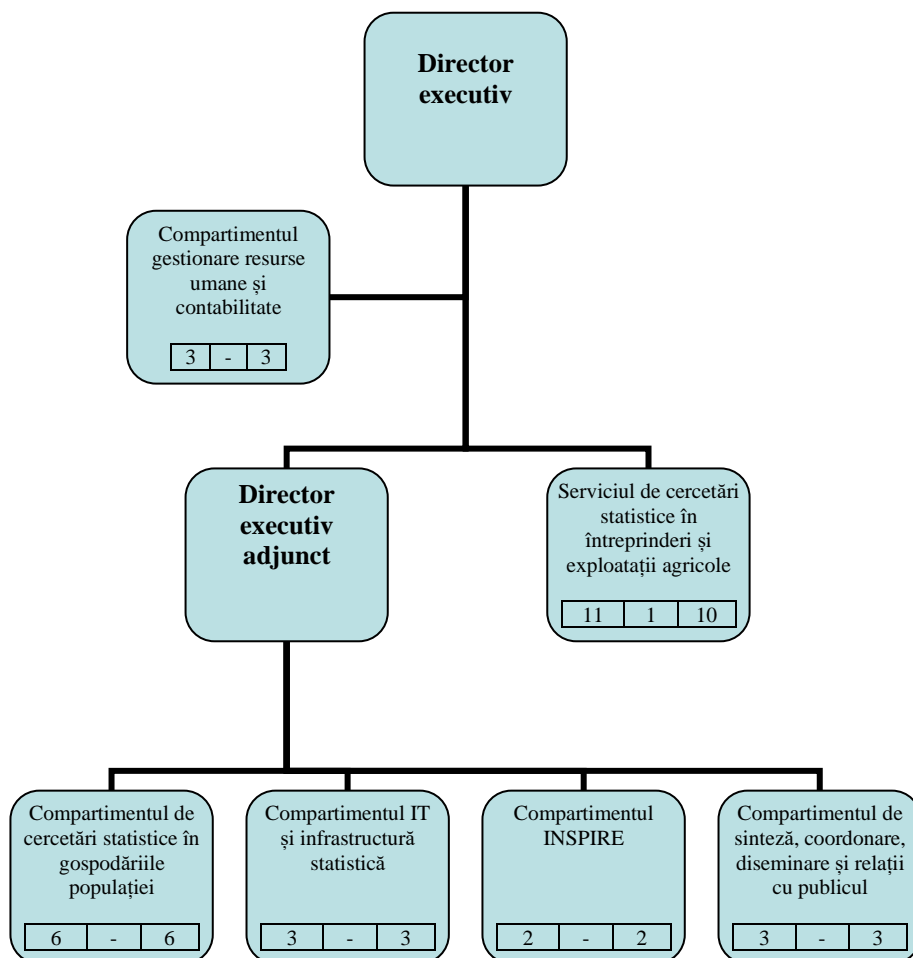 Director
executiv
Compartimentul
gestionare resurse
umane și
contabilitate
3 - 3
Director
executiv
adjunct
Serviciul de cercetări
statistice în
întreprinderi și
exploatații agricole
11 1 10
Compartimentul de
cercetări statistice în
gospodăriile
populației
6 - 6
Compartimentul IT
și infrastructură
statistică
3 - 3
Compartimentul
INSPIRE
2 - 2
Compartimentul de
sinteză, coordonare,
diseminare și relații
cu publicul
3 - 3